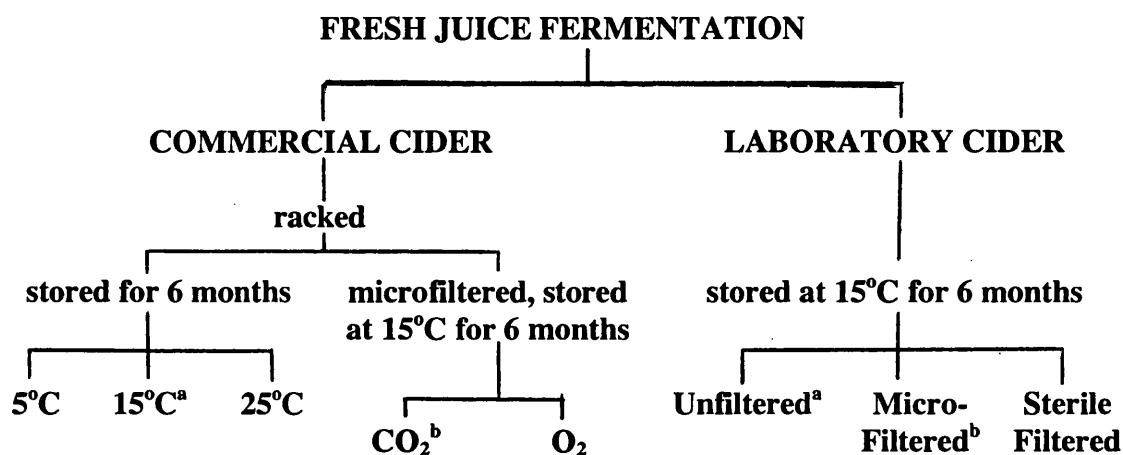 FRESH JUICE FERMENTATION
COMMERCIAL CIDER LABORATORY CIDER
racked
stored for 6 months microfiltered, stored stored at 15°C for 6 months
at 15°C for 6 months
5°C 15°Cᵃ 25°C Unfilteredᵃ Micro- Sterile
Filteredᵇ Filtered
CO₂ᵇ O₂